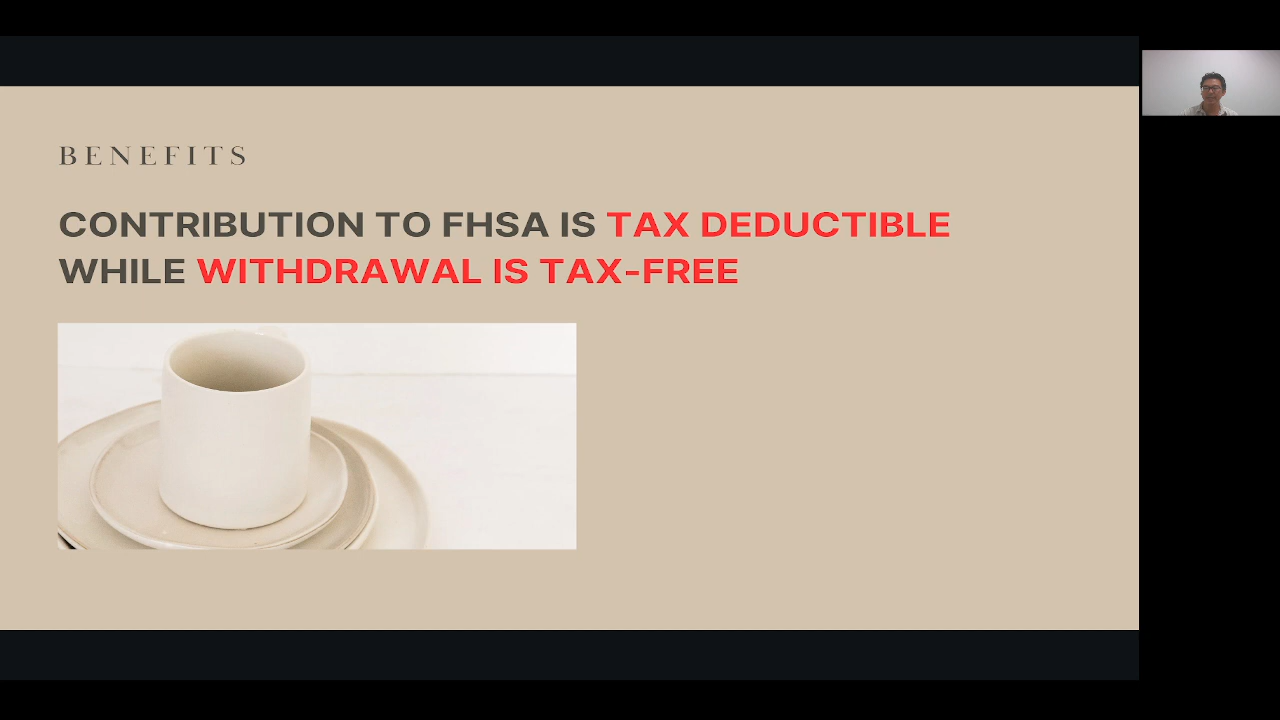 BENEFITS
CONTRIBUTION TO FHSA IS TAX DEDUCTIBLE
WHILE WITHDRAWAL IS TAX-FREE